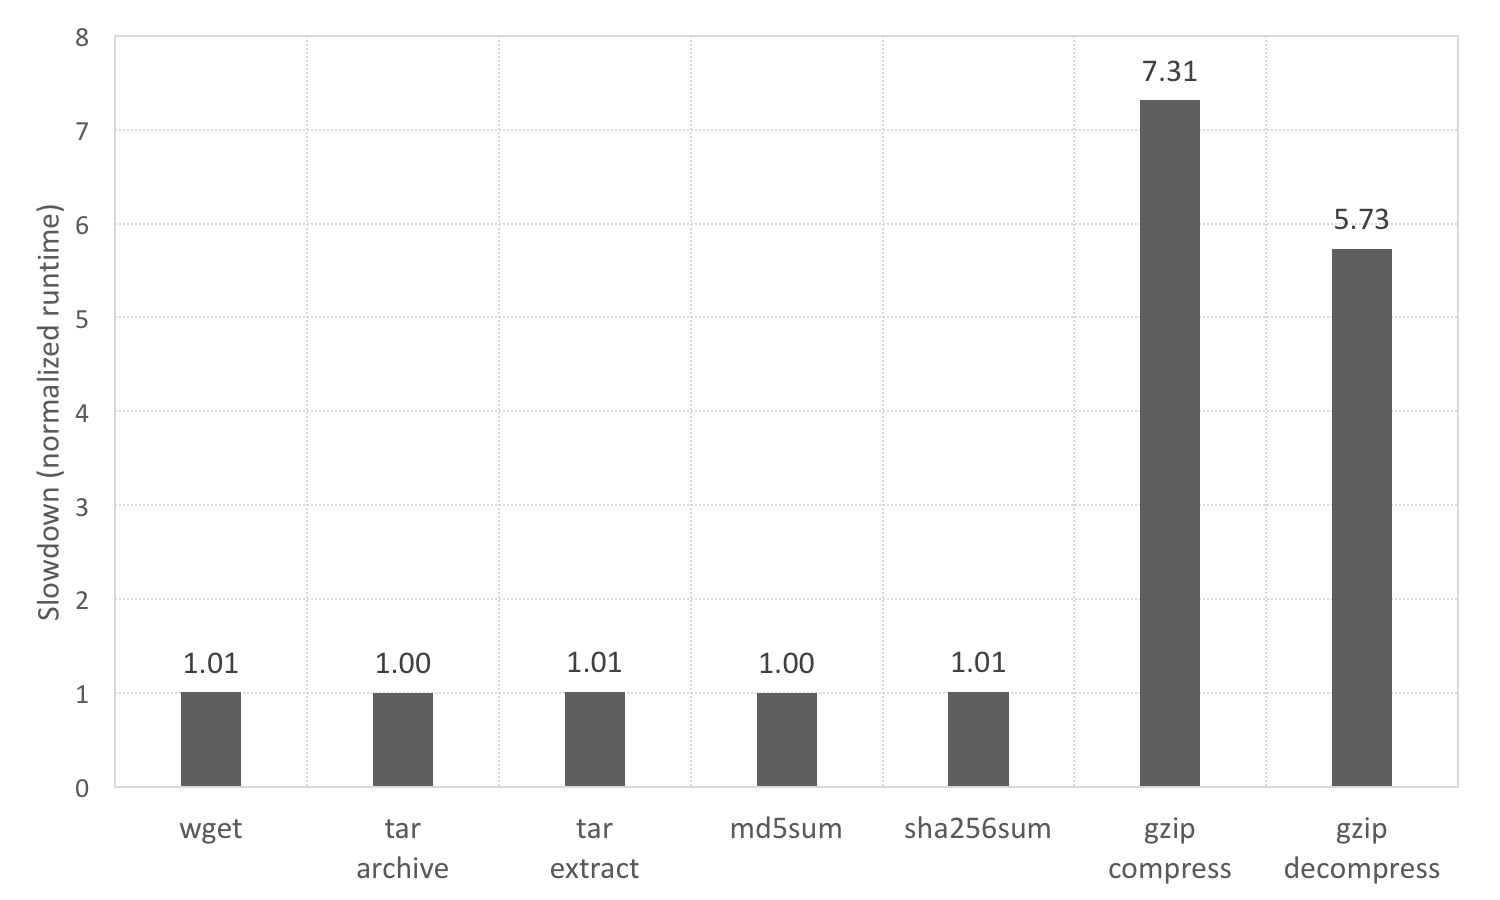 Slowdown (normalized runtime)
8
7
6
5
4
3
2
1
0
1.01
1.00
1.01
1.00
1.01
7.31
5.73
wget
tar
archive
tar
extract
md5sum
sha256sum
gzip
compress
gzip
decompress